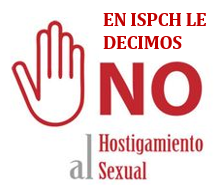 EN ISPCH LE
DECIMOS
NO
al Hostigamiento
Sexual